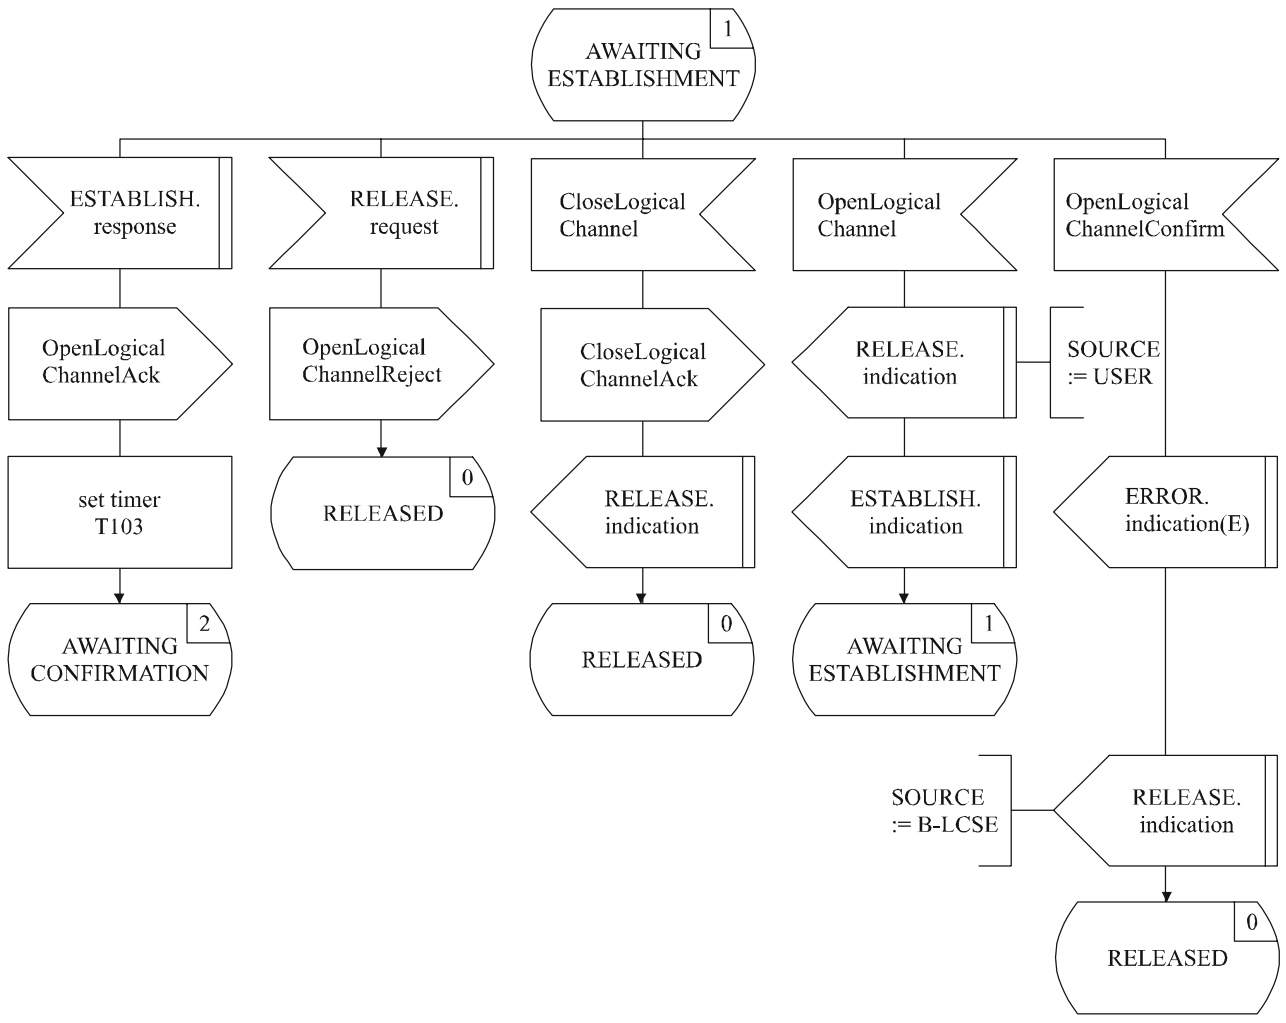 1
AWAITING
ESTABLISHMENT
ESTABLISH.
response
RELEASE.
request
CloseLogical
Channel
OpenLogical
Channel
OpenLogical
ChannelConfirm
OpenLogical
ChannelAck
OpenLogical
ChannelReject
CloseLogical
ChannelAck
RELEASE.
indication
SOURCE
:= USER
set timer
T103
0
RELEASED
RELEASE.
indication
ESTABLISH.
indication
ERROR.
indication(E)
2
AWAITING
CONFIRMATION
0
RELEASED
1
AWAITING
ESTABLISHMENT
SOURCE
:= B-LCSE
RELEASE.
indication
0
RELEASED